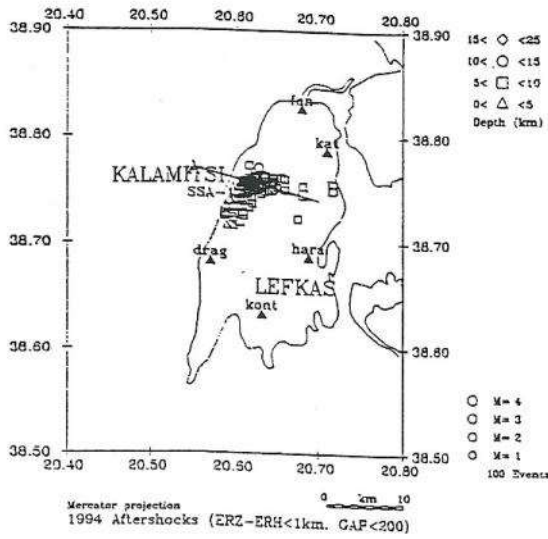 20.40 20.50 20.60 20.70 20.80
38.90 38.90
15< <25
10< <15
5< <10
0< <5
Depth (km)
38.80 38.80
kat
KALAMITSI
SSA
38.70 38.70
drag hara
LEFKAS
kont
38.60 38.60
M= 4
M= 3
M= 2
M= 1
100 Events
38.50 38.50
20.40 20.50 20.60 20.70 20.80
0 km 10
Mercator projection
1994 Aftershocks (ERZ-ERH<1km. GAP<200)